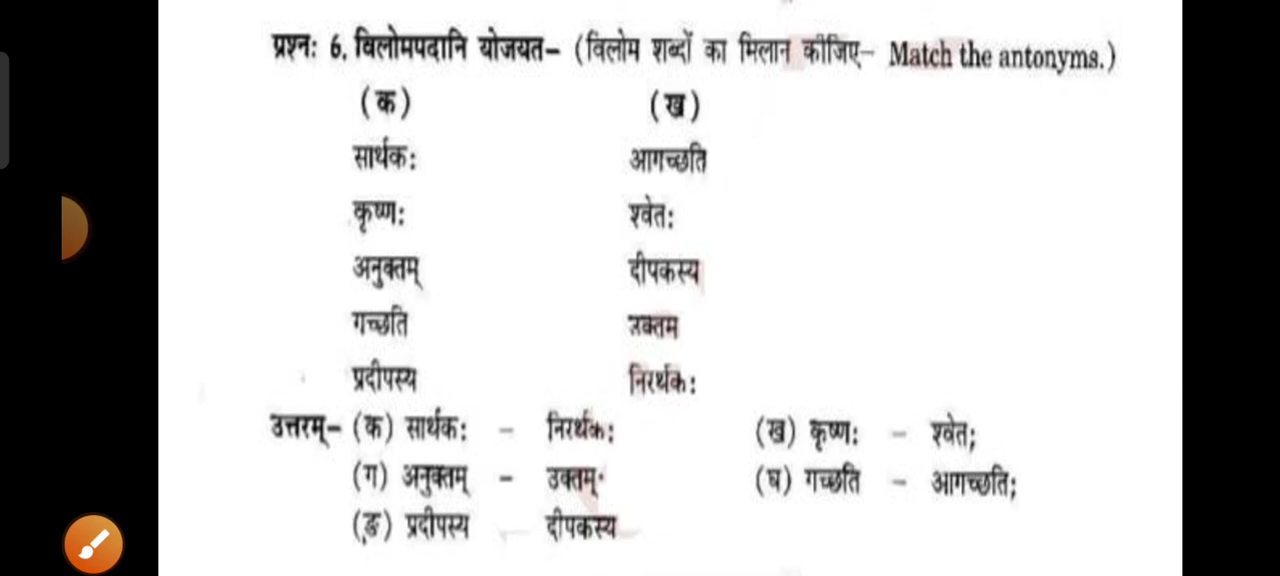 प्रश्न: 6. विलोमपदानि योजयत– (विलोम शब्दों का मिलान कीजिए– Match the antonyms.)
(क) (ख)
सार्थक: आगच्छति
कृष्ण: श्वेत:
अनुक्तम् दीपकस्य
गच्छति उक्तम
प्रदीपस्य निरर्थक:
उत्तरम्– (क) सार्थक: – निरर्थक; (ख) कृष्ण: – श्वेत;
(ग) अनुक्तम् – उक्तम्· (घ) गच्छति – आगच्छति;
(ङ) प्रदीपस्य – दीपकस्य